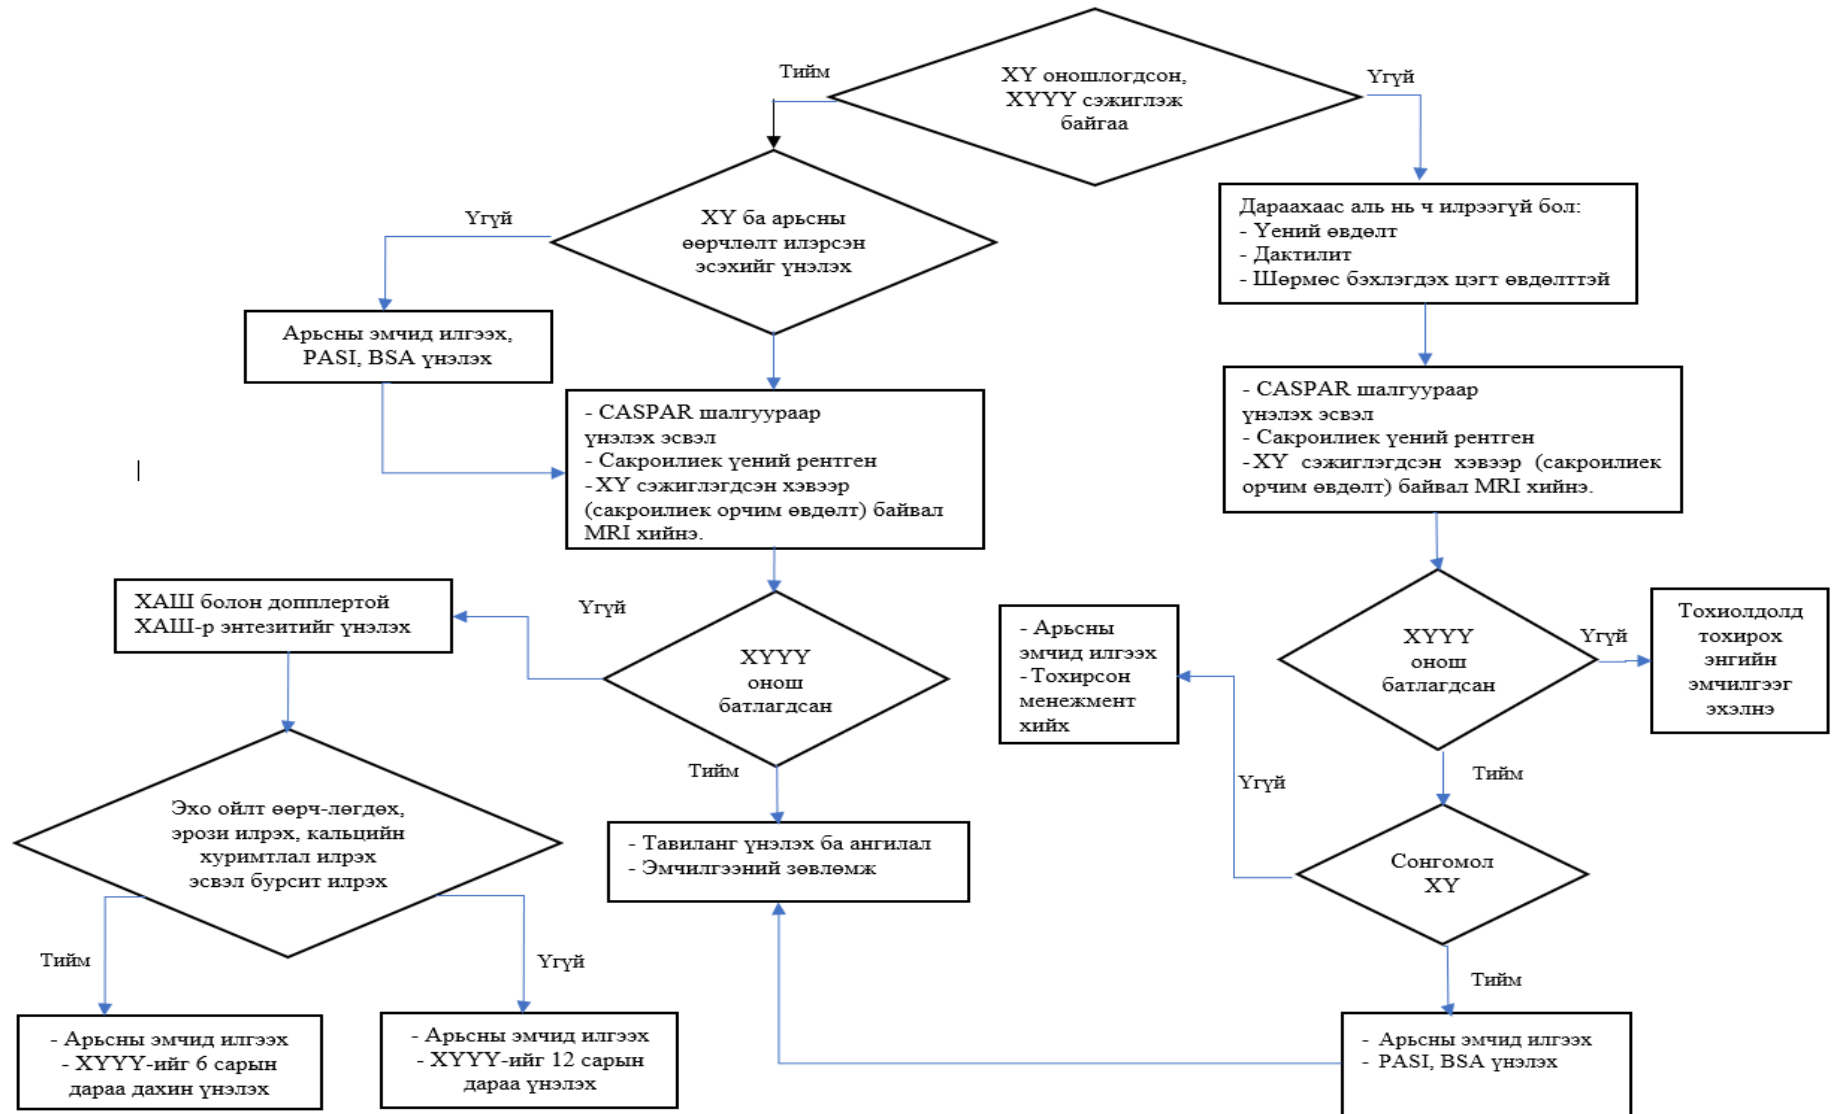 ХҮ оношлогдсон,
ХҮҮҮ сэжиглэж
байгаа
Тийм
Үгүй
ХҮ ба арьсны
өөрчлөлт илэрсэн
эсэхийг үнэлэх
Үгүй
Дараахаас аль нь ч илрээгүй бол:
- Үений өвдөлт
- Дактилит
- Шөрмөс бэхлэгдэх цэгт өвдөлттэй
Арьсны эмчид илгээх,
PASI, BSA үнэлэх
- CASPAR шалгуураар
үнэлэх эсвэл
- Сакроилиек үений рентген
- ХҮ сэжиглэгдсэн хэвээр
(сакроилиек орчим өвдөлт) байвал
MRI хийнэ.
- CASPAR шалгуураар
үнэлэх эсвэл
- Сакроилиек үений рентген
- ХҮ сэжиглэгдсэн хэвээр (сакроилиек
орчим өвдөлт) байвал MRI хийнэ.
ХАШ болон допплертой
ХАШ-р энтезитийг үнэлэх
Үгүй
ХҮҮҮ
онош
батлагдсан
Тийм
- Арьсны
эмчид илгээх
- Тохирсон
менежмент
хийх
ХҮҮҮ
онош
батлагдсан
Үгүй
Тохиолдолд
тохирох
энгийн
эмчилгээг
эхэлнэ
Тийм
Үгүй
Эхо ойлт өөрч-лөгдөх,
эрози илрэх, кальцийн
хуримтлал илрэх
эсвэл бурсит илрэх
- Тавиланг үнэлэх ба ангилал
- Эмчилгээний зөвлөмж
Сонгомол
ХҮ
Тийм
Үгүй
Тийм
- Арьсны эмчид илгээх
- ХҮҮҮ-ийг 6 сарын
дараа дахин үнэлэх
- Арьсны эмчид илгээх
- ХҮҮҮ-ийг 12 сарын
дараа үнэлэх
- Арьсны эмчид илгээх
- PASI, BSA үнэлэх